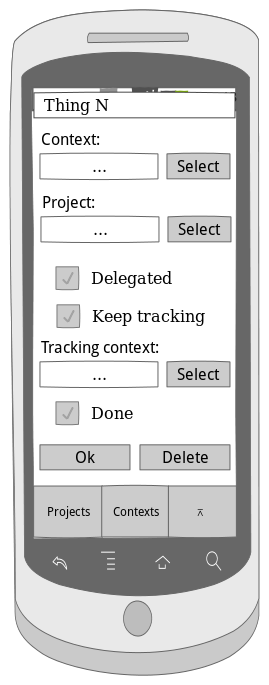 Thing N
Context:
... Select
Project:
... Select
Delegated
Keep tracking
Tracking context:
... Select
Done
Ok Delete
Projects Contexts